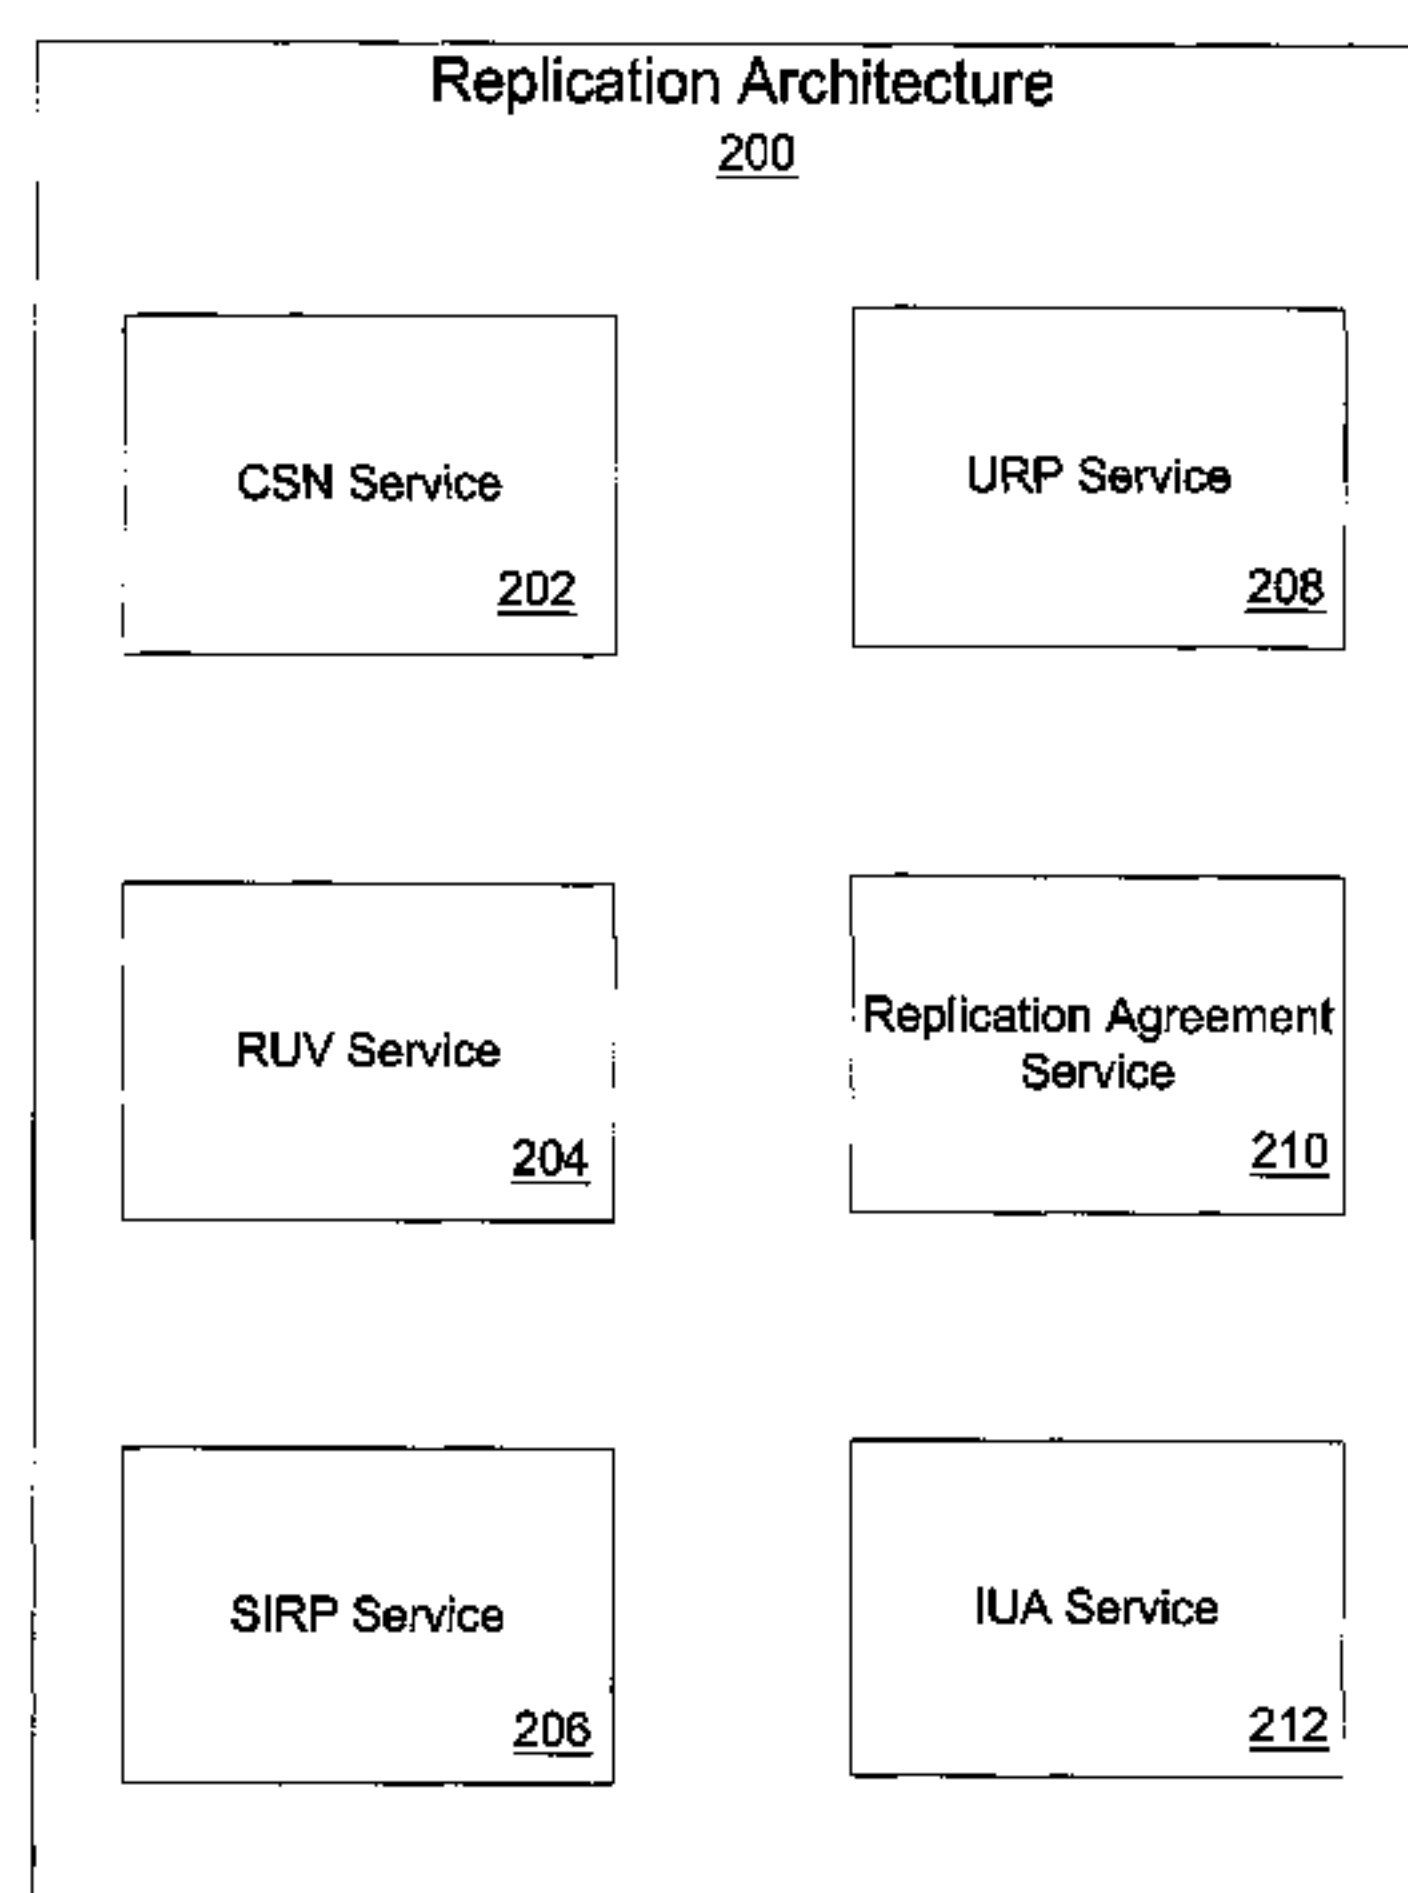 Replication Architecture
200
CSN Service
202
URP Service
208
RUV Service
204
Replication Agreement
Service
210
SIRP Service
206
IUA Service
212